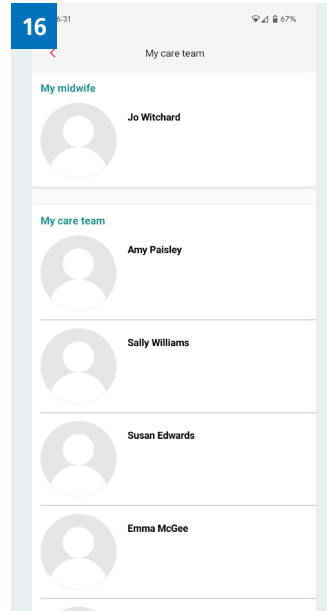 16
6:31
67%
My care team
My midwife
Jo Witchard
My care team
Amy Paisley
Sally Williams
Susan Edwards
Emma McGee